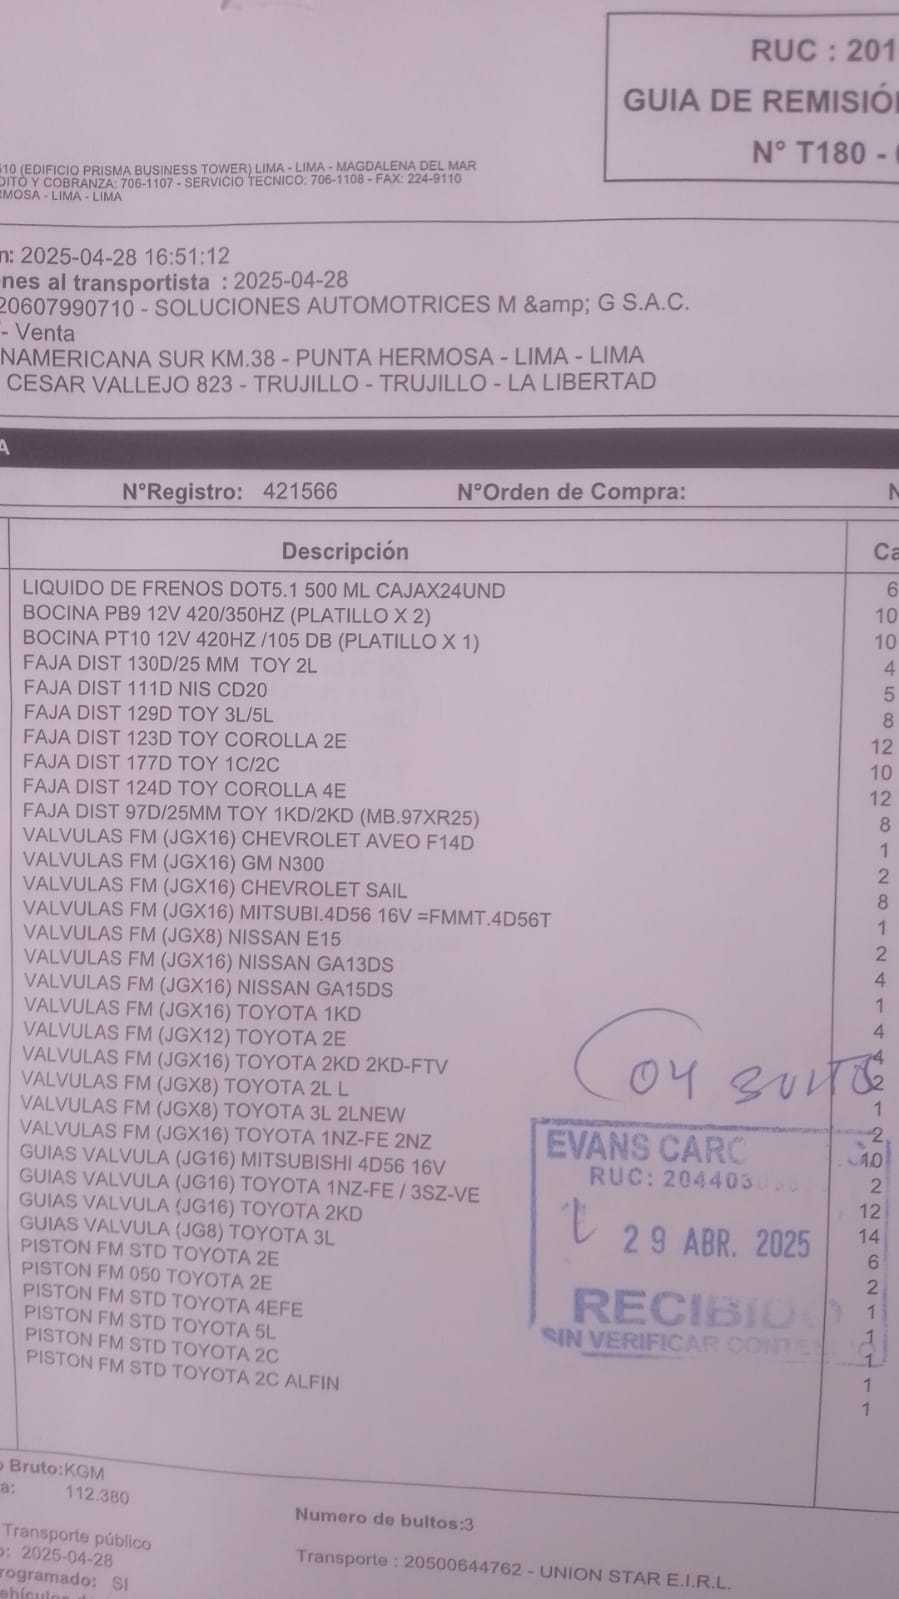 RUC : 201
GUIA DE REMISIÓN
N° T180 -
510 (EDIFICIO PRISMA BUSINESS TOWER) LIMA - LIMA - MAGDALENA DEL MAR
DITO Y COBRANZA: 706-1107 - SERVICIO TECNICO: 706-1108 - FAX: 224-9110
RMOSA - LIMA - LIMA
n: 2025-04-28 16:51:12
nes al transportista : 2025-04-28
20607990710 - SOLUCIONES AUTOMOTRICES M &amp; G S.A.C.
- Venta
NAMERICANA SUR KM.38 - PUNTA HERMOSA - LIMA - LIMA
CESAR VALLEJO 823 - TRUJILLO - TRUJILLO - LA LIBERTAD
A
N°Registro: 421566 N°Orden de Compra: N
Descripción Ca
LIQUIDO DE FRENOS DOT5.1 500 ML CAJAX24UND 6
BOCINA PB9 12V 420/350HZ (PLATILLO X 2) 10
BOCINA PT10 12V 420HZ /105 DB (PLATILLO X 1) 10
FAJA DIST 130D/25 MM TOY 2L 4
FAJA DIST 111D NIS CD20 5
FAJA DIST 129D TOY 3L/5L 8
FAJA DIST 123D TOY COROLLA 2E 12
FAJA DIST 177D TOY 1C/2C 10
FAJA DIST 124D TOY COROLLA 4E 12
FAJA DIST 97D/25MM TOY 1KD/2KD (MB.97XR25) 8
VALVULAS FM (JGX16) CHEVROLET AVEO F14D 1
VALVULAS FM (JGX16) GM N300 2
VALVULAS FM (JGX16) CHEVROLET SAIL 8
VALVULAS FM (JGX16) MITSUBI.4D56 16V =FMMT.4D56T 1
VALVULAS FM (JGX8) NISSAN E15 2
VALVULAS FM (JGX16) NISSAN GA13DS 4
VALVULAS FM (JGX16) NISSAN GA15DS 1
VALVULAS FM (JGX16) TOYOTA 1KD 4
VALVULAS FM (JGX12) TOYOTA 2E 4
VALVULAS FM (JGX16) TOYOTA 2KD 2KD-FTV 2
VALVULAS FM (JGX8) TOYOTA 2L L 1
VALVULAS FM (JGX8) TOYOTA 3L 2LNEW 2
VALVULAS FM (JGX16) TOYOTA 1NZ-FE 2NZ 10
GUIAS VALVULA (JG16) MITSUBISHI 4D56 16V 2
GUIAS VALVULA (JG16) TOYOTA 1NZ-FE / 3SZ-VE 12
GUIAS VALVULA (JG16) TOYOTA 2KD 14
GUIAS VALVULA (JG8) TOYOTA 3L 6
PISTON FM STD TOYOTA 2E 2
PISTON FM 050 TOYOTA 2E 1
PISTON FM STD TOYOTA 4EFE 1
PISTON FM STD TOYOTA 5L 1
PISTON FM STD TOYOTA 2C 1
PISTON FM STD TOYOTA 2C ALFIN 1
04 BULTO
EVANS CARG
RUC: 204403
29 ABR. 2025
RECIBIDO
SIN VERIFICAR CONTENIDO
o Bruto:KGM
a: 112.380
Numero de bultos:3
Transporte público
o: 2025-04-28
Transporte : 20500644762 - UNION STAR E.I.R.L.
rogramado: SI